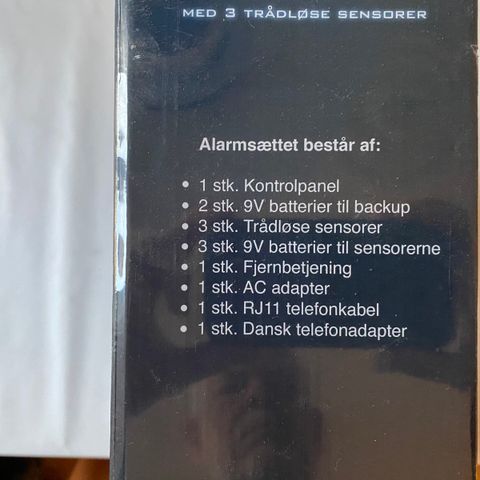 MED 3 TRÅDLØSE SENSORER
Alarmsættet består af:
• 1 stk. Kontrolpanel
• 2 stk. 9V batterier til backup
• 3 stk. Trådløse sensorer
• 3 stk. 9V batterier til sensorerne
• 1 stk. Fjernbetjening
• 1 stk. AC adapter
• 1 stk. RJ11 telefonkabel
• 1 stk. Dansk telefonadapter